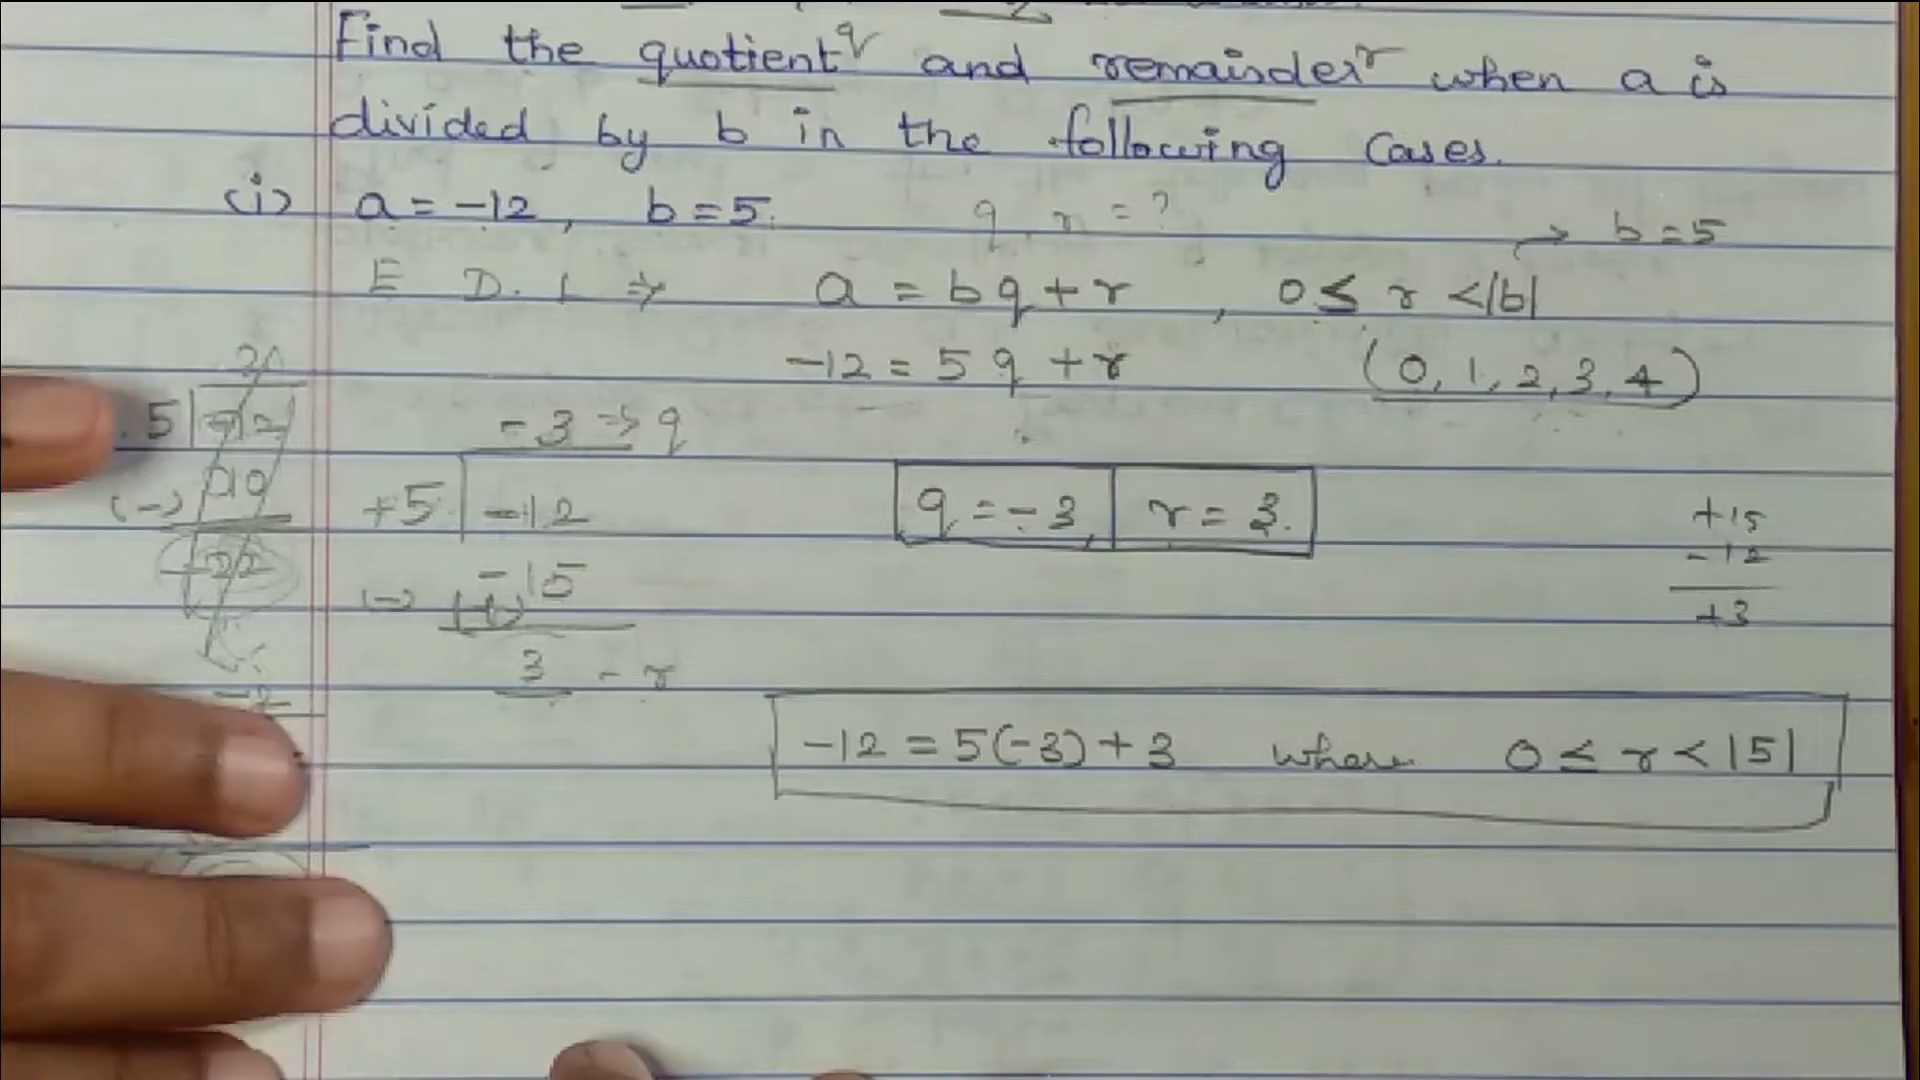 Find the quotient q and remainder r when a is
divided by b in the following cases.
(i) a = -12, b = 5. q, r = ?
→ b = 5
E D. L ⇒ a = bq + r , 0 ≤ r < |b|
-12 = 5q + r (0, 1, 2, 3, 4)
5
-3 → q
+5 -12
q = -3, r = 3.
+15
-12
+3
(-) -15
(+)
3 - r
-12 = 5(-3) + 3 where 0 ≤ r < |5|